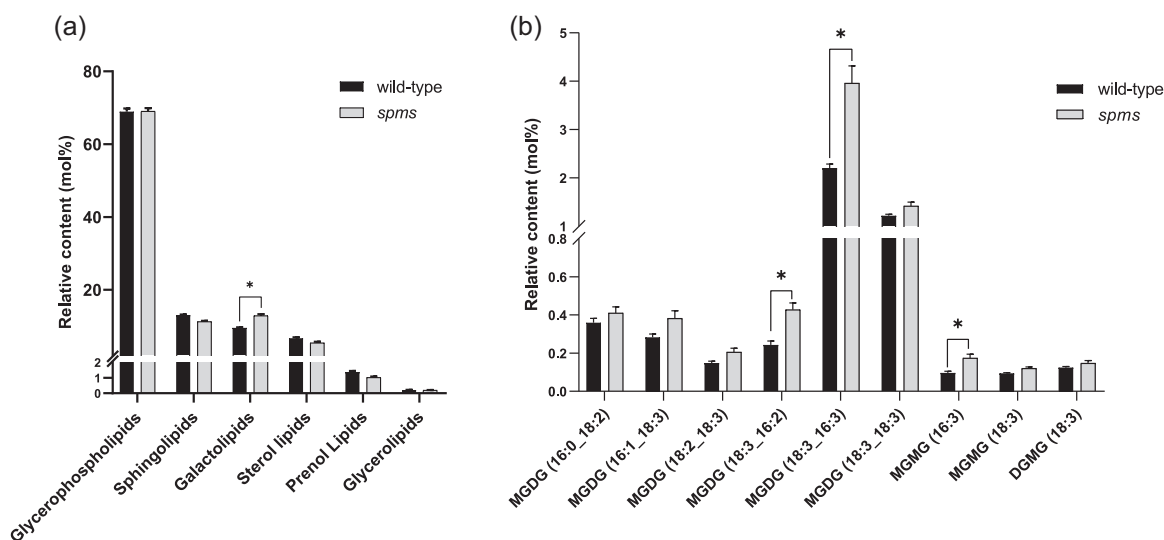 (a)
80
60
40
20
2
1
0
Relative content (mol%)
wild-type
spms
*
Glycerophospholipids
Sphingolipids
Galactolipids
Sterol lipids
Prenol Lipids
Glycerolipids
(b)
5
4
3
2
1
0.8
0.6
0.4
0.2
0.0
Relative content (mol%)
wild-type
spms
*
*
*
MGDG (16:0_18:2)
MGDG (16:1_18:3)
MGDG (18:2_18:3)
MGDG (18:3_16:2)
MGDG (18:3_16:3)
MGDG (18:3_18:3)
MGMG (16:3)
MGMG (18:3)
DGMG (18:3)